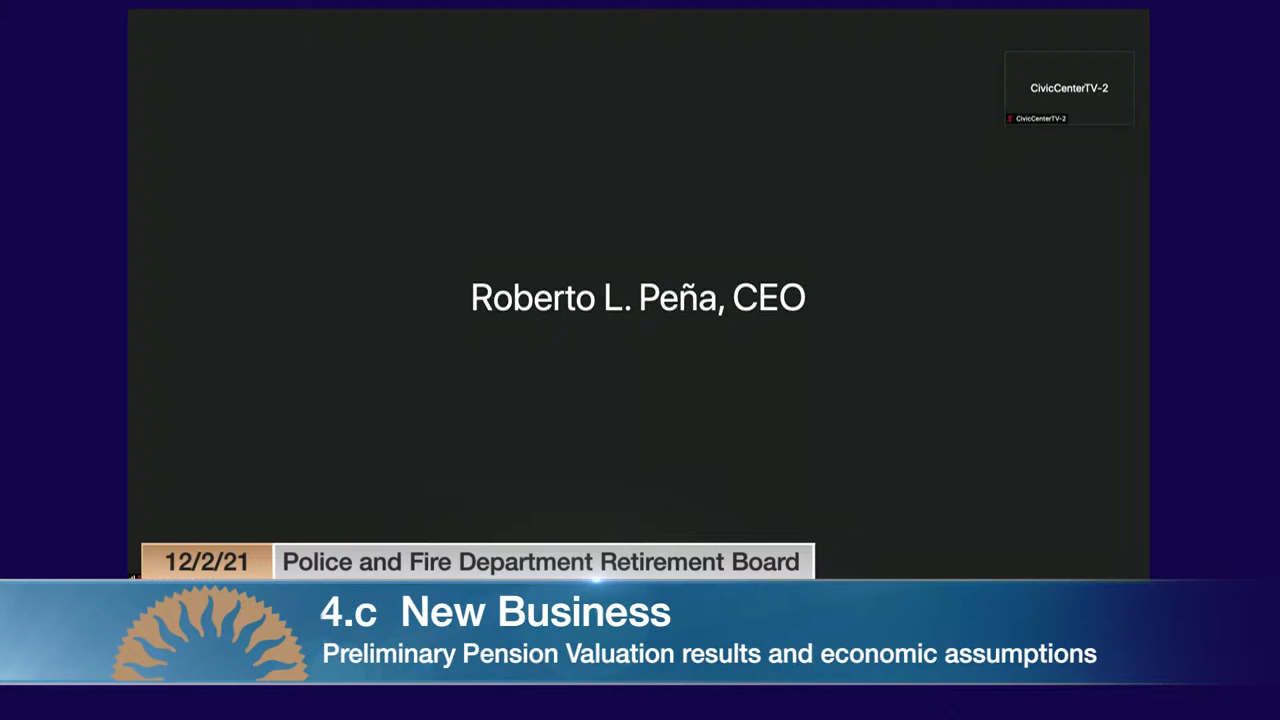 CivicCenterTV-2
CivicCenterTV-2
Roberto L. Peña, CEO
12/2/21 Police and Fire Department Retirement Board
4.c New Business
Preliminary Pension Valuation results and economic assumptions